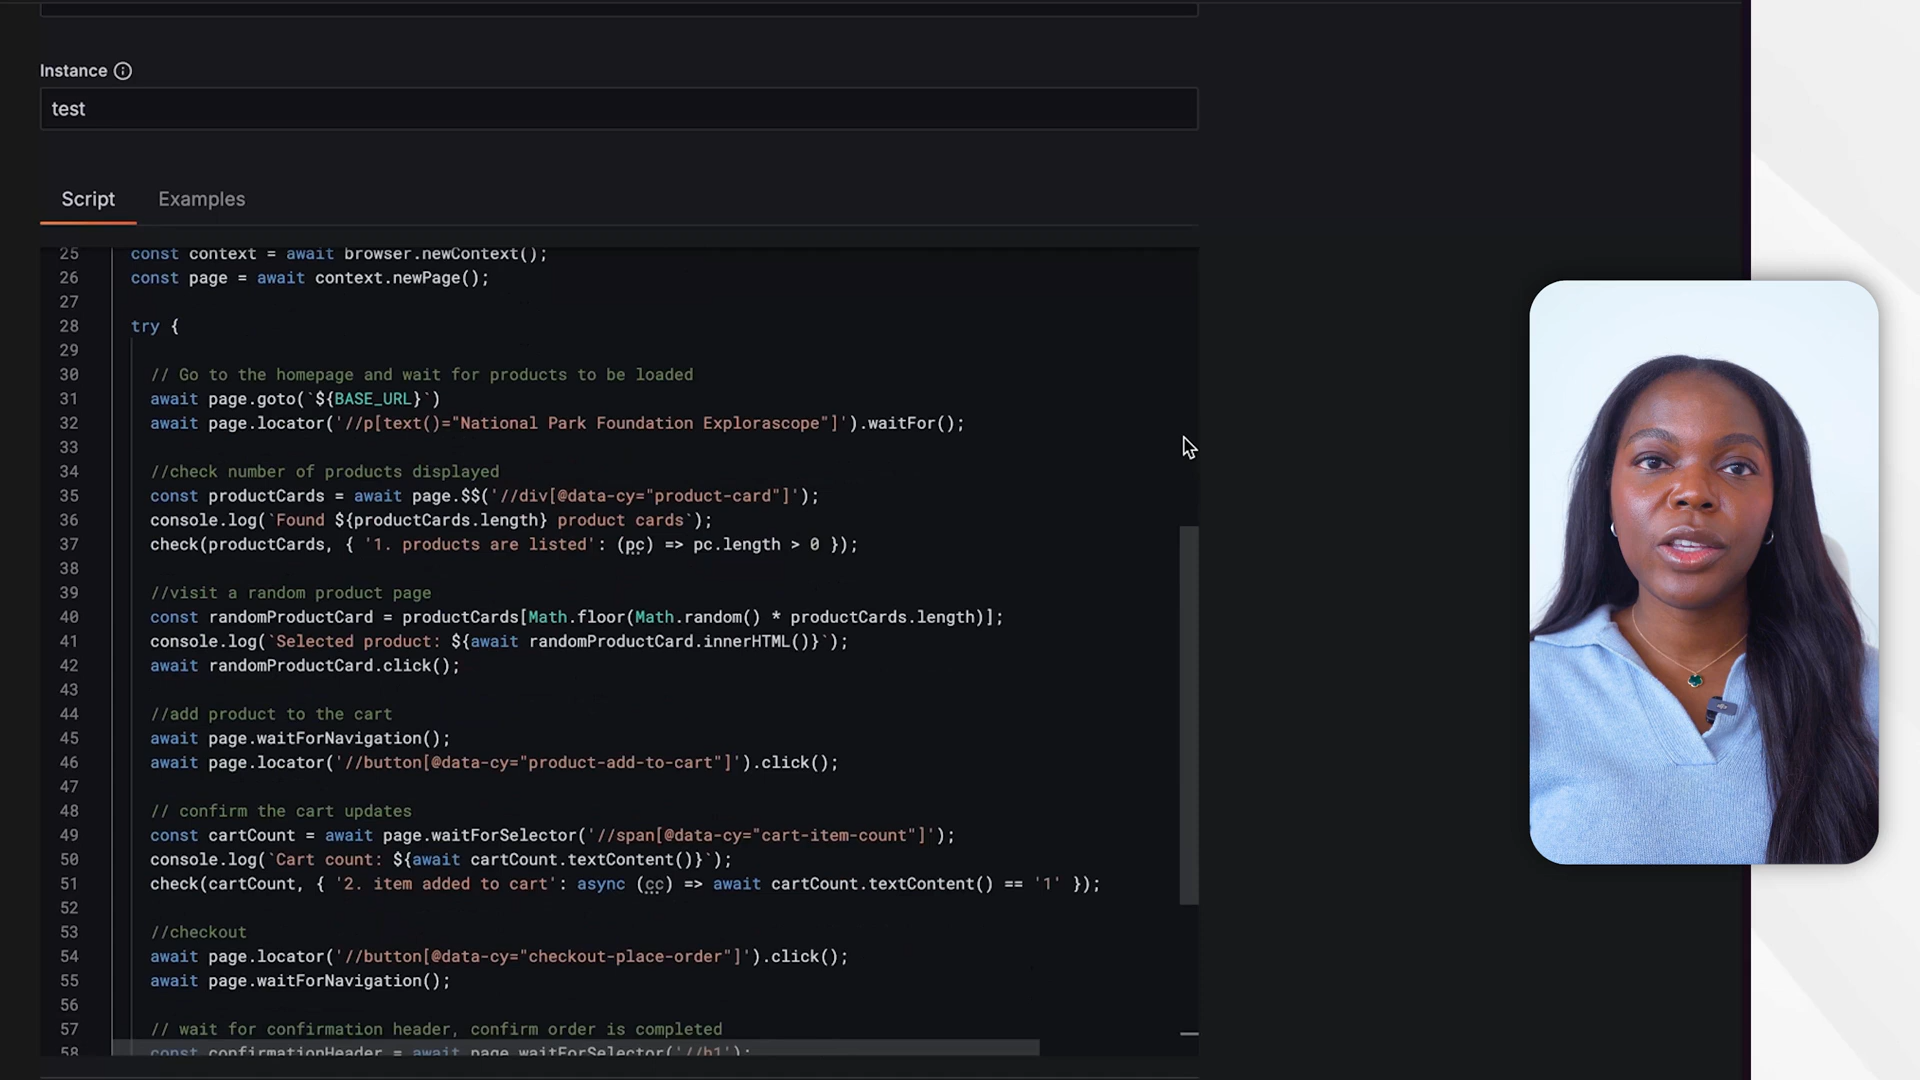 Instance
test
Script Examples
25 const context = await browser.newContext();
26 const page = await context.newPage();
27
28 try {
29
30 // Go to the homepage and wait for products to be loaded
31 await page.goto(`${BASE_URL}`)
32 await page.locator('//p[text()="National Park Foundation Explorascope"]').waitFor();
33
34 //check number of products displayed
35 const productCards = await page.$$('//div[@data-cy="product-card"]');
36 console.log(`Found ${productCards.length} product cards`);
37 check(productCards, { '1. products are listed': (pc) => pc.length > 0 });
38
39 //visit a random product page
40 const randomProductCard = productCards[Math.floor(Math.random() * productCards.length)];
41 console.log(`Selected product: ${await randomProductCard.innerHTML()}`);
42 await randomProductCard.click();
43
44 //add product to the cart
45 await page.waitForNavigation();
46 await page.locator('//button[@data-cy="product-add-to-cart"]').click();
47
48 // confirm the cart updates
49 const cartCount = await page.waitForSelector('//span[@data-cy="cart-item-count"]');
50 console.log(`Cart count: ${await cartCount.textContent()}`);
51 check(cartCount, { '2. item added to cart': async (cc) => await cartCount.textContent() == '1' });
52
53 //checkout
54 await page.locator('//button[@data-cy="checkout-place-order"]').click();
55 await page.waitForNavigation();
56
57 // wait for confirmation header, confirm order is completed
58 const confirmationHeader = await page.waitForSelector('//h1');